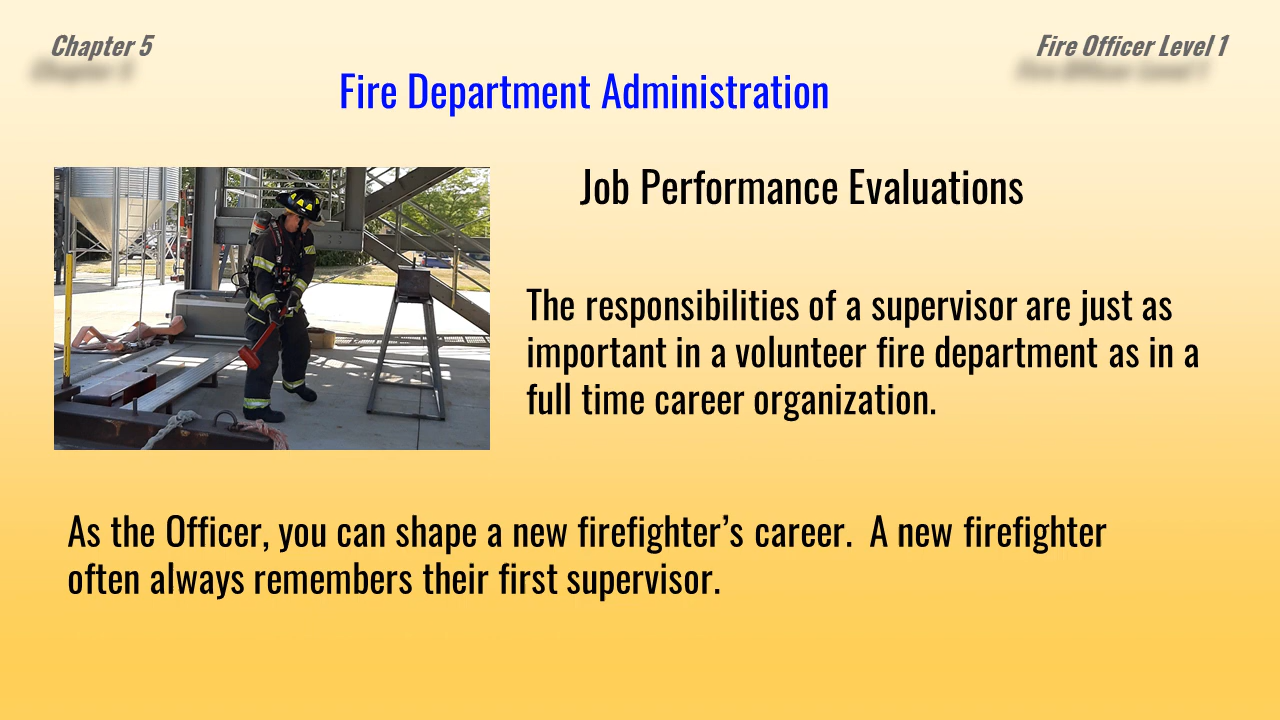 Chapter 5
Fire Officer Level 1
Fire Department Administration
Job Performance Evaluations
The responsibilities of a supervisor are just as
important in a volunteer fire department as in a
full time career organization.
As the Officer, you can shape a new firefighter’s career.  A new firefighter
often always remembers their first supervisor.